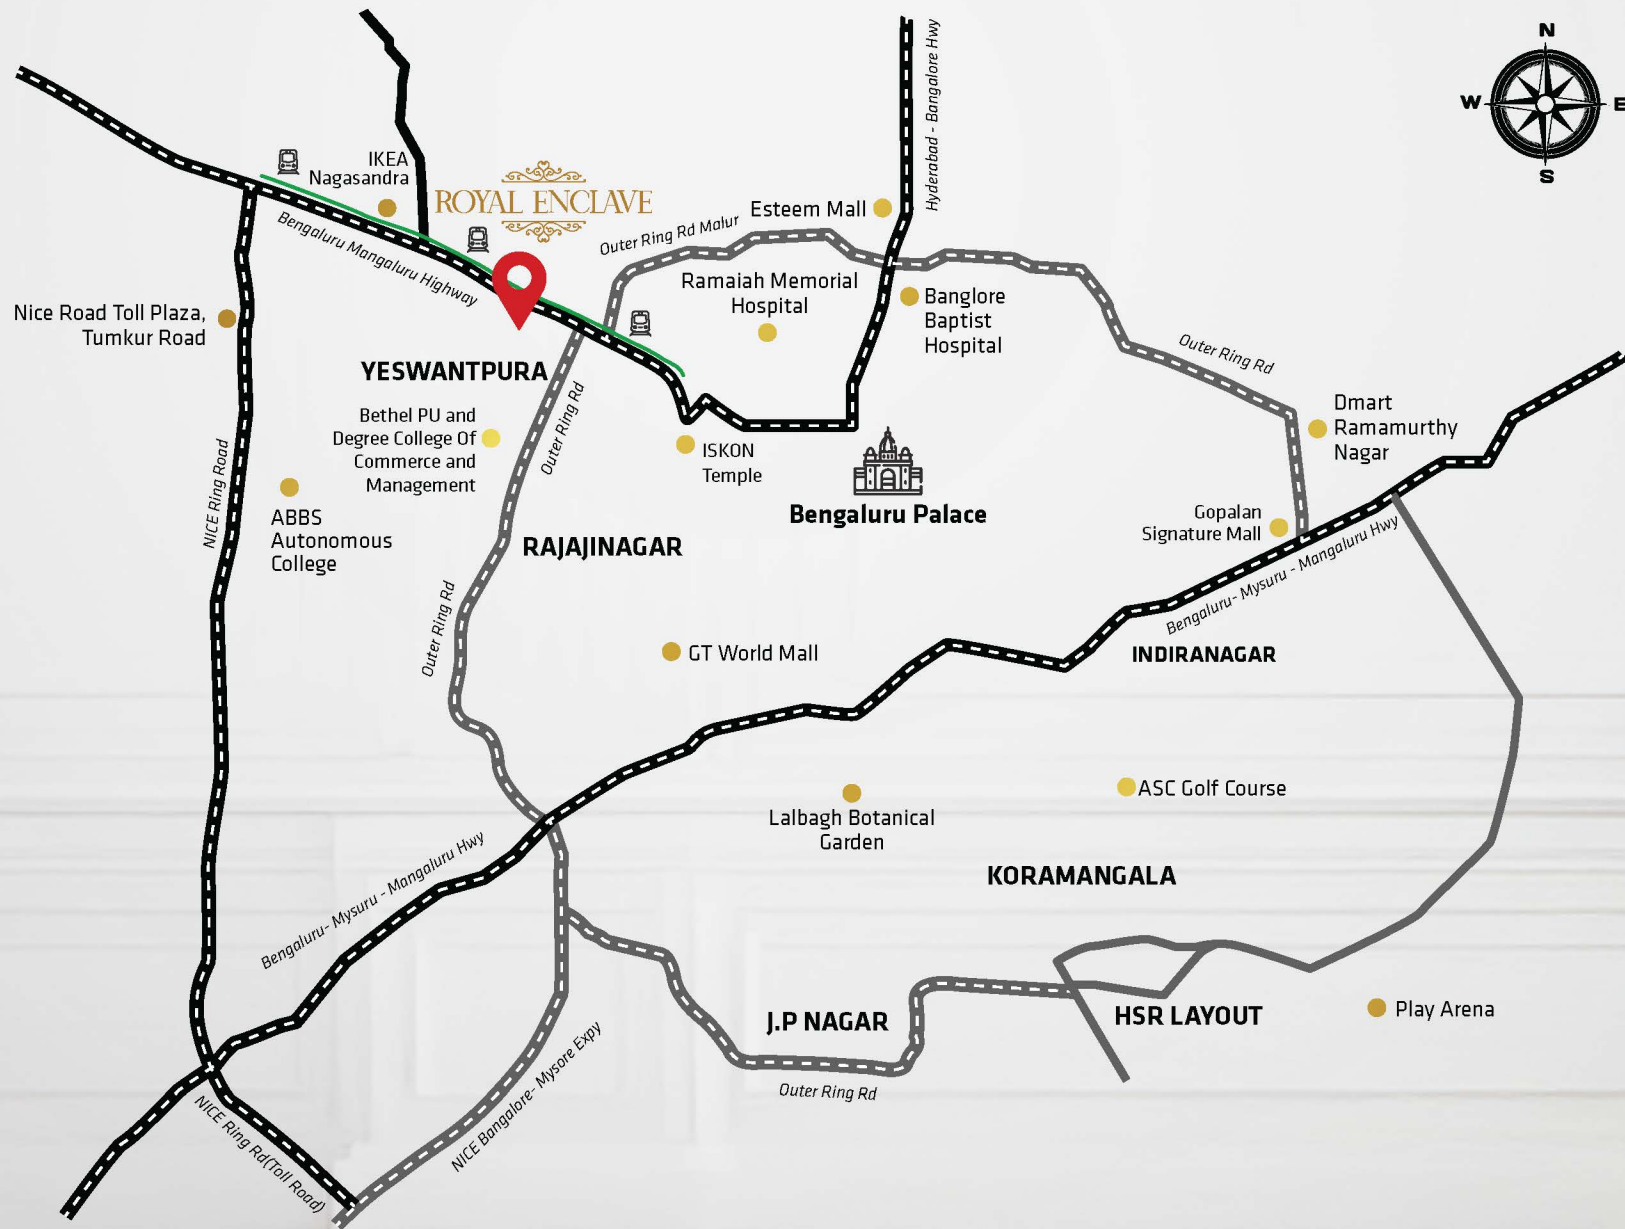 N
W
E
S
Hyderabad - Bangalore Hwy
IKEA
Nagasandra
ROYAL ENCLAVE
Esteem Mall
Outer Ring Rd Malur
Bengaluru Mangaluru Highway
Ramaiah Memorial
Hospital
Banglore
Baptist
Hospital
Nice Road Toll Plaza,
Tumkur Road
YESWANTPURA
Outer Ring Rd
Bethel PU and
Degree College Of
Commerce and
Management
Outer Ring Rd
ISKON
Temple
Dmart
Ramamurthy
Nagar
NICE Ring Road
ABBS
Autonomous
College
Bengaluru Palace
Gopalan
Signature Mall
RAJAJINAGAR
Bengaluru- Mysuru - Mangaluru Hwy
Outer Ring Rd
GT World Mall
INDIRANAGAR
Lalbagh Botanical
Garden
ASC Golf Course
KORAMANGALA
Bengaluru- Mysuru - Mangaluru Hwy
J.P NAGAR
HSR LAYOUT
Play Arena
Outer Ring Rd
NICE Bangalore- Mysore Expy
NICE Ring Rd(Toll Road)